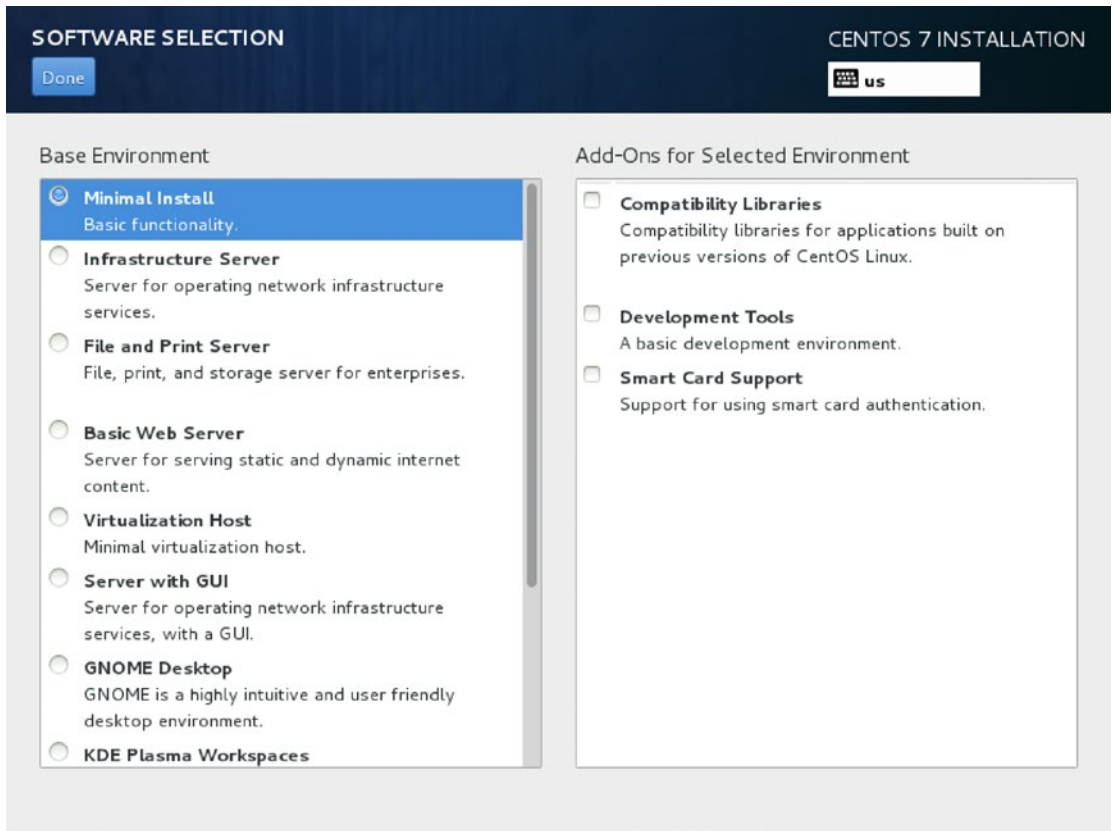 SOFTWARE SELECTION
CENTOS 7 INSTALLATION
Done
us
Base Environment
Minimal Install
Basic functionality.
Infrastructure Server
Server for operating network infrastructure
services.
File and Print Server
File, print, and storage server for enterprises.
Basic Web Server
Server for serving static and dynamic internet
content.
Virtualization Host
Minimal virtualization host.
Server with GUI
Server for operating network infrastructure
services, with a GUI.
GNOME Desktop
GNOME is a highly intuitive and user friendly
desktop environment.
KDE Plasma Workspaces
Add-Ons for Selected Environment
Compatibility Libraries
Compatibility libraries for applications built on
previous versions of CentOS Linux.
Development Tools
A basic development environment.
Smart Card Support
Support for using smart card authentication.